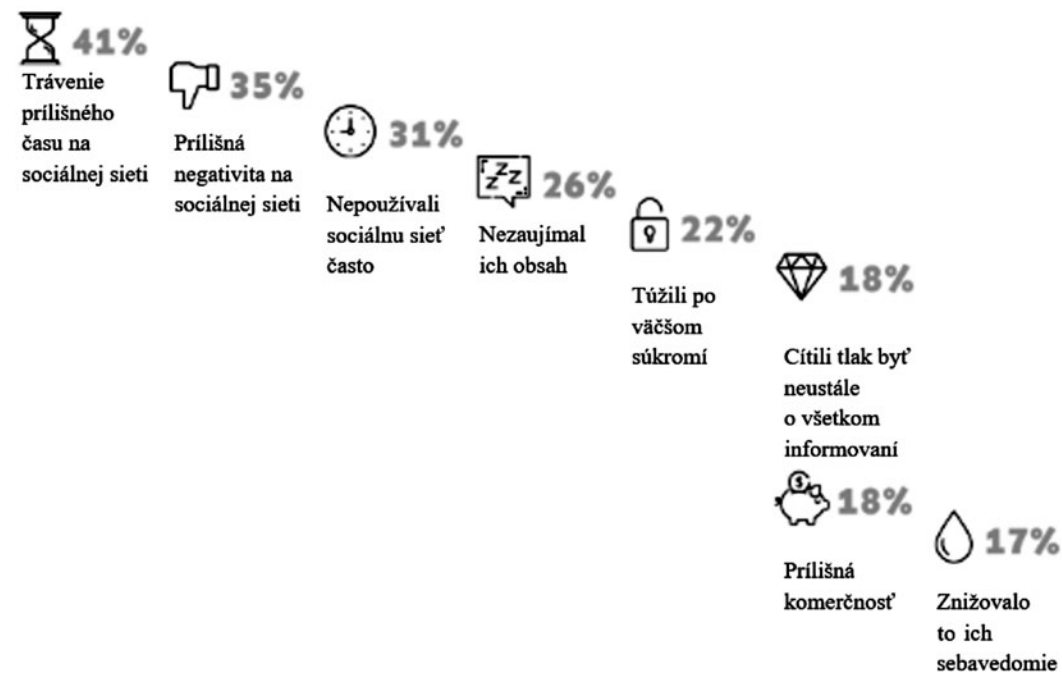 41%
Trávenie
prílišného
času na
sociálnej sieti
35%
Prílišná
negativita na
sociálnej sieti
31%
Nepoužívali
sociálnu sieť
často
zzz
26%
Nezaujímal
ich obsah
22%
Túžili po
väčšom
súkromí
18%
Cítili tlak byť
neustále
o všetkom
informovaní
$
18%
Prílišná
komerčnosť
17%
Znižovalo
to ich
sebavedomie